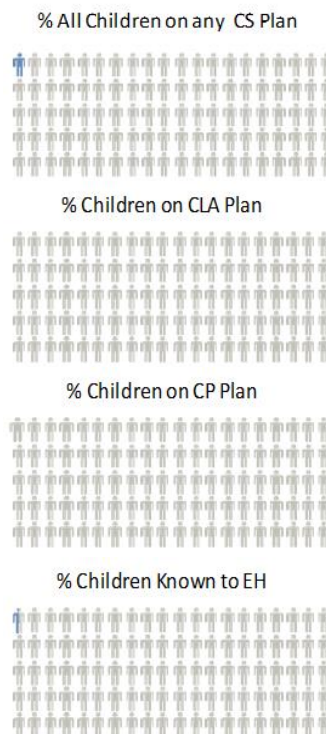 % All Children on any CS Plan
% Children on CLA Plan
% Children on CP Plan
% Children Known to EH